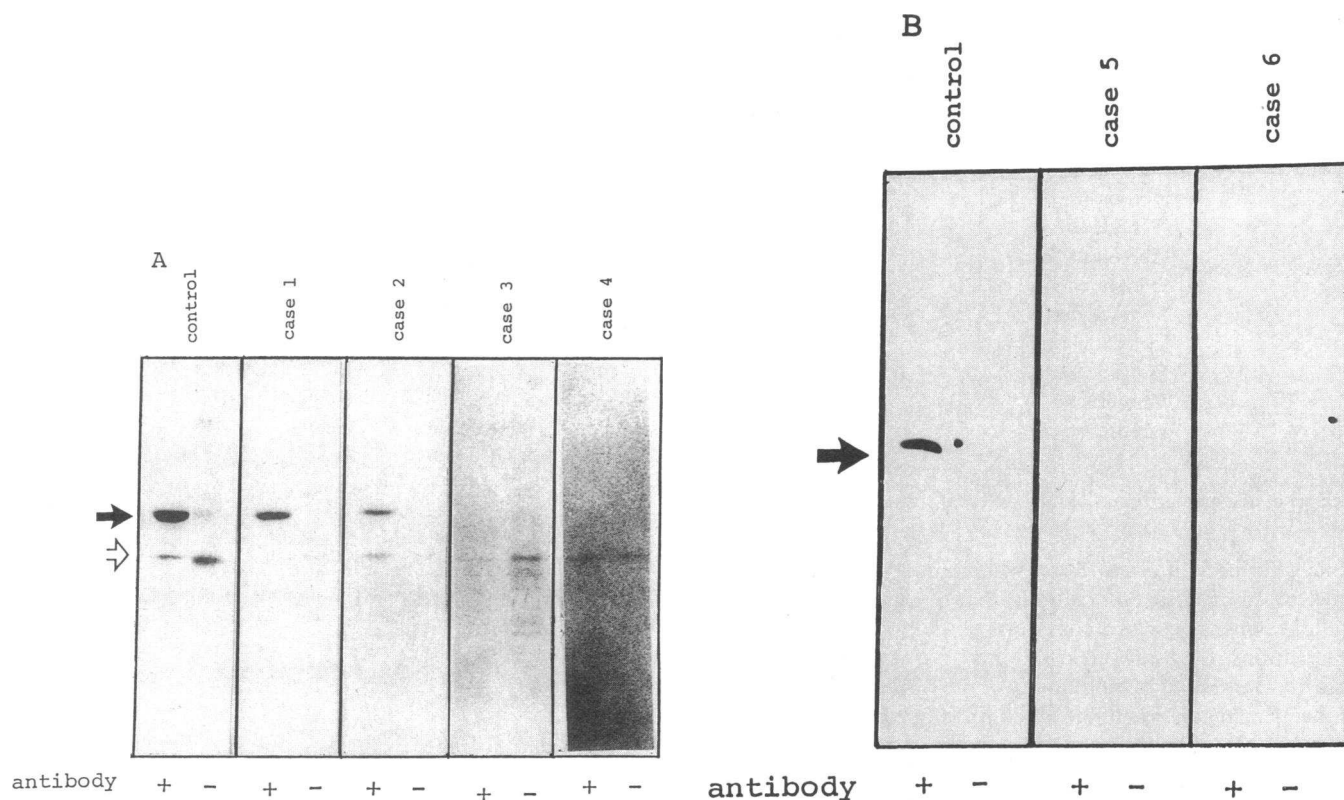 A
control
case 1
case 2
case 3
case 4
antibody + - + - + - + - + -
B
control
case 5
case 6
antibody + - + - + -